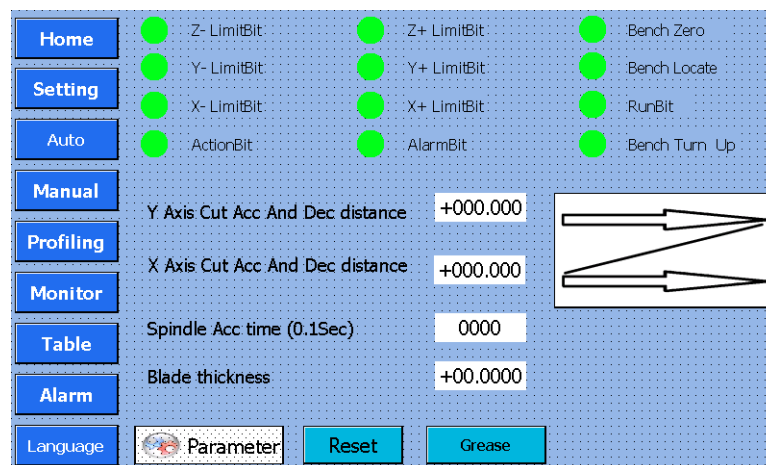 Home
Setting
Auto
Manual
Profiling
Monitor
Table
Alarm
Language
Z- LimitBit Z+ LimitBit Bench Zero
Y- LimitBit Y+ LimitBit Bench Locate
X- LimitBit X+ LimitBit RunBit
ActionBit AlarmBit Bench Turn Up
Y Axis Cut Acc And Dec distance +000.000
X Axis Cut Acc And Dec distance +000.000
Spindle Acc time (0.1Sec) 0000
Blade thickness +00.0000
Parameter Reset Grease